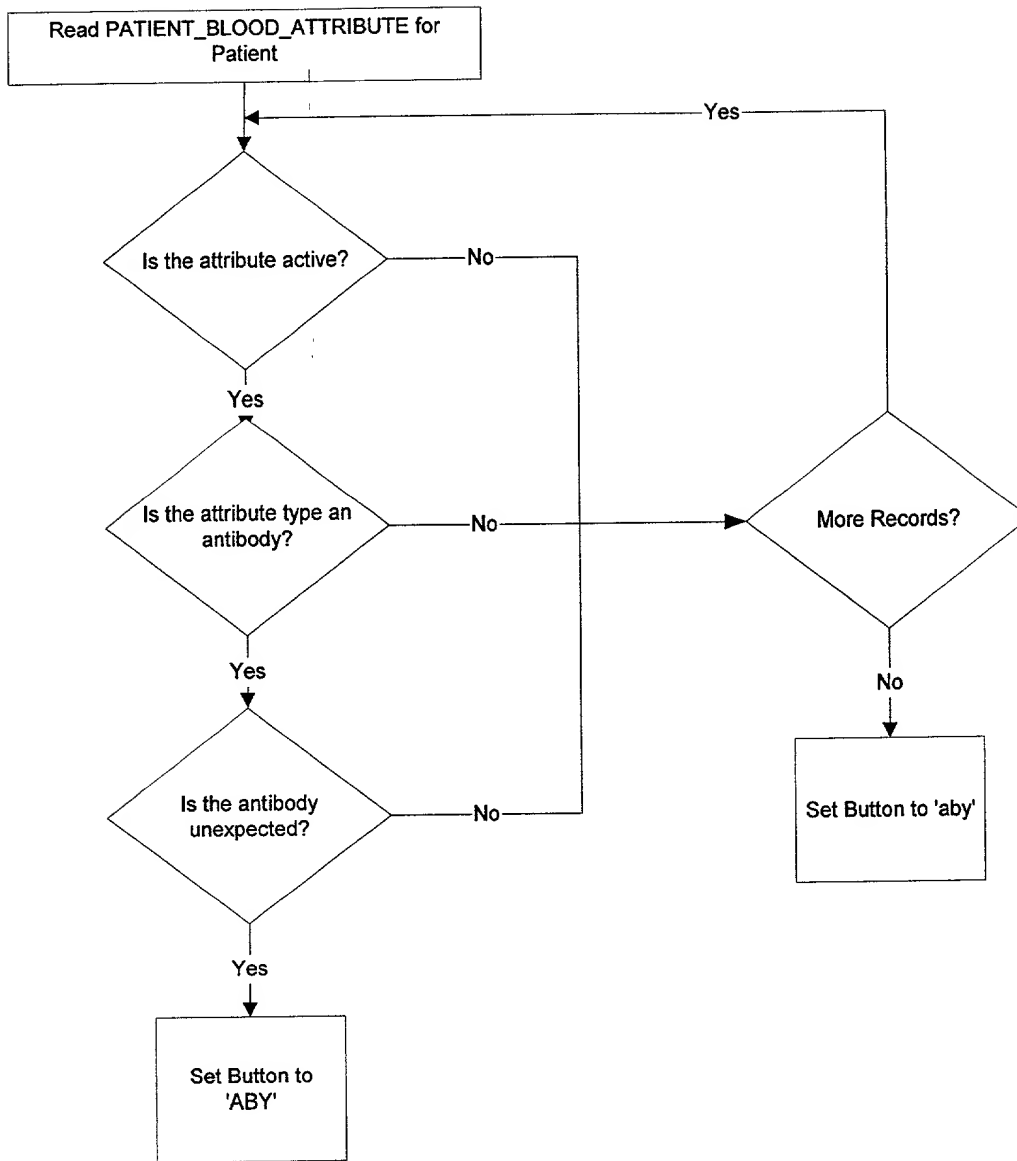 Read PATIENT_BLOOD_ATTRIBUTE for
Patient
Yes
Is the attribute active?
No
Yes
Is the attribute type an
antibody?
No
More Records?
Yes
No
Is the antibody
unexpected?
No
Set Button to 'aby'
Yes
Set Button to
'ABY'